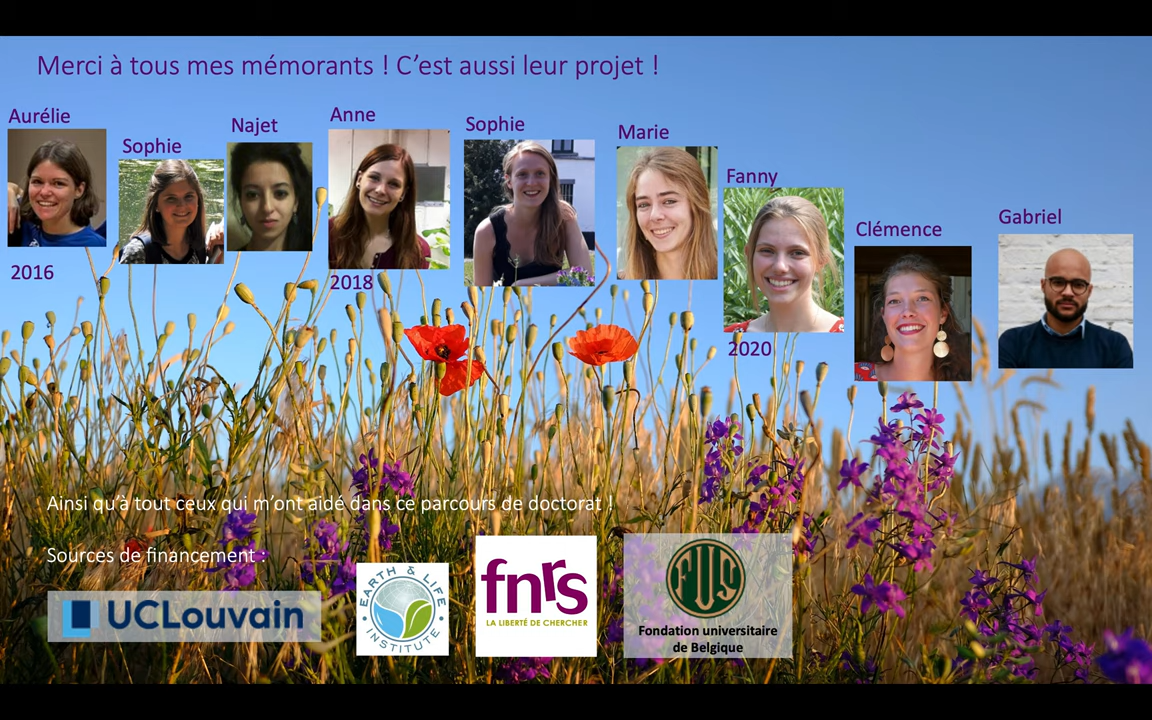 Merci à tous mes mémorants ! C'est aussi leur projet !
Aurélie
Sophie
Najet
Anne
Sophie
Marie
Fanny
Clémence
Gabriel
2016
2018
2020
Ainsi qu'à tout ceux qui m'ont aidé dans ce parcours de doctorat !
Sources de financement :
UCLouvain
EARTH & LIFE
INSTITUTE
fnrs
LA LIBERTÉ DE CHERCHER
FUS
Fondation universitaire
de Belgique